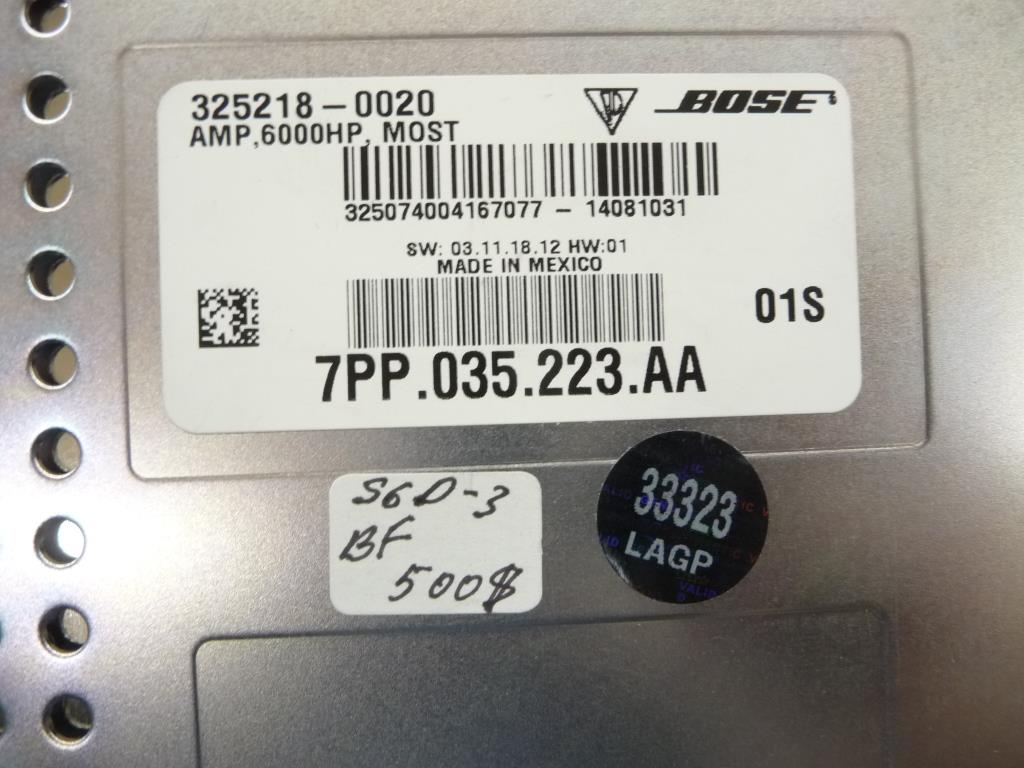 325218-0020
AMP,6000HP, MOST
BOSE
325074004167077 - 14081031
SW: 03.11.18.12 HW:01
MADE IN MEXICO
01S
7PP.035.223.AA
S6D-3
BF
500$
33323
LAGP
VALID